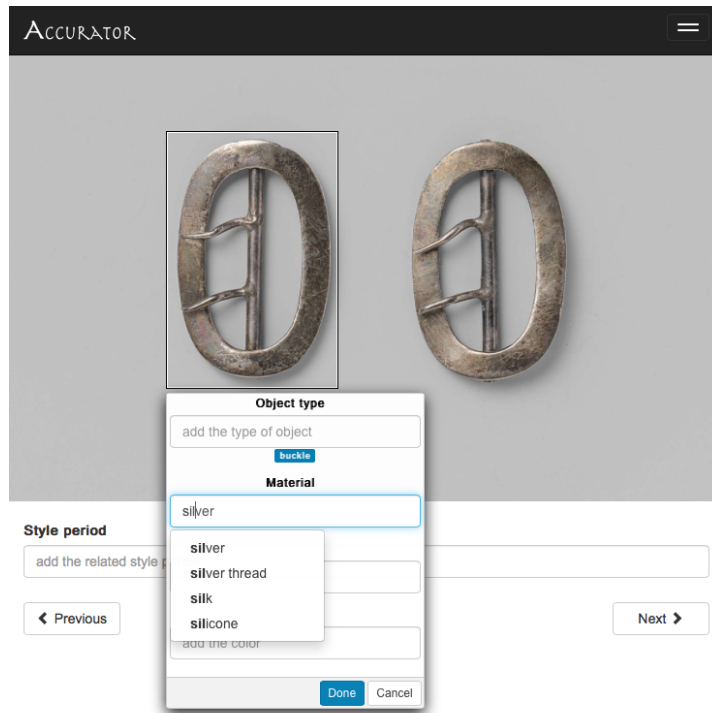 Accurator
Object type
add the type of object
buckle
Material
silver
silver
silver thread
silk
silicone
add the color
Done Cancel
Style period
add the related style
Previous
Next